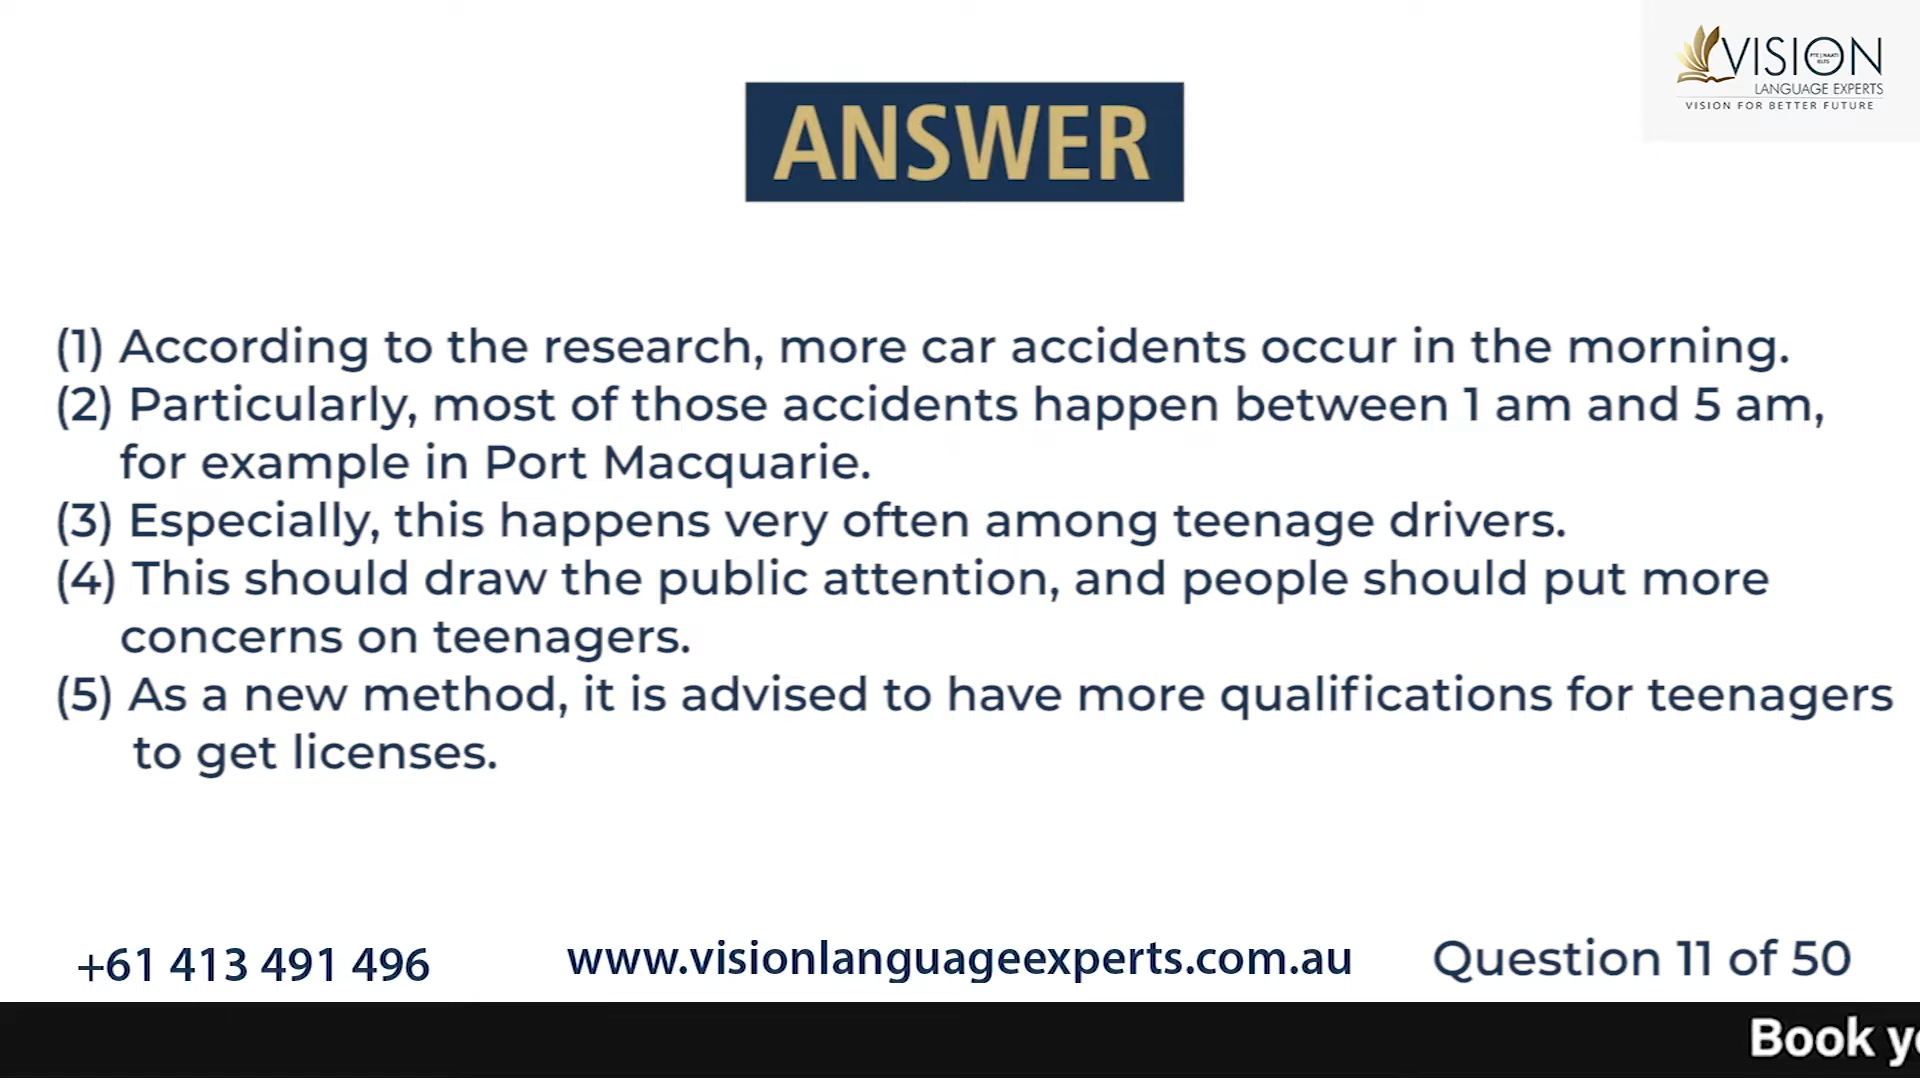 VISION
PTE | NAATI
IELTS
LANGUAGE EXPERTS
VISION FOR BETTER FUTURE
ANSWER
(1) According to the research, more car accidents occur in the morning.
(2) Particularly, most of those accidents happen between 1 am and 5 am,
for example in Port Macquarie.
(3) Especially, this happens very often among teenage drivers.
(4) This should draw the public attention, and people should put more
concerns on teenagers.
(5) As a new method, it is advised to have more qualifications for teenagers
to get licenses.
+61 413 491 496
www.visionlanguageexperts.com.au
Question 11 of 50
Book